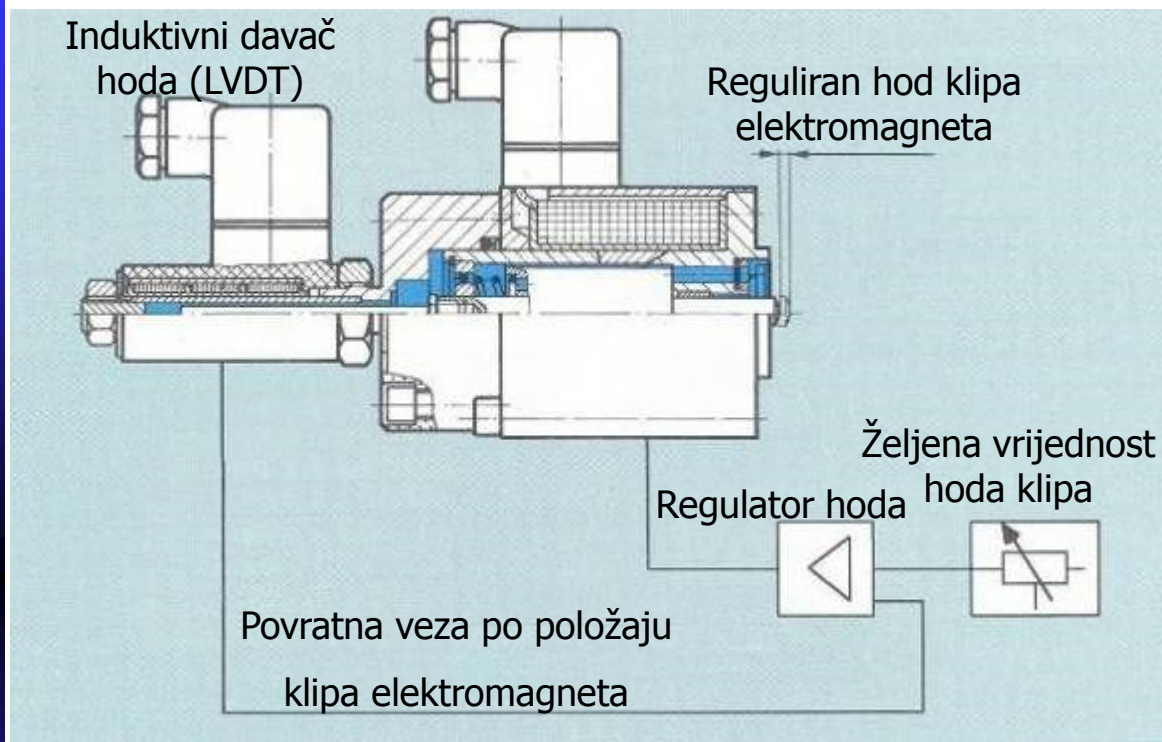 Induktivni davač
hoda (LVDT)
Reguliran hod klipa
elektromagneta
Željena vrijednost
hoda klipa
Regulator hoda
Povratna veza po položaju
klipa elektromagneta